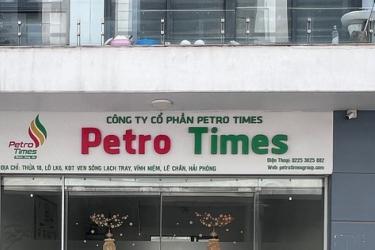 CÔNG TY CỔ PHẦN PETRO TIMES
Petro Times
Petro
Times
ĐỊA CHỈ: THỬA 18, LÔ LK6, KĐT VEN SÔNG LẠCH TRAY, VĨNH NIỆM, LÊ CHÂN, HẢI PHÒNG
Điện Thoại: 0225 3625 882
Web: petrotimesgroup.com